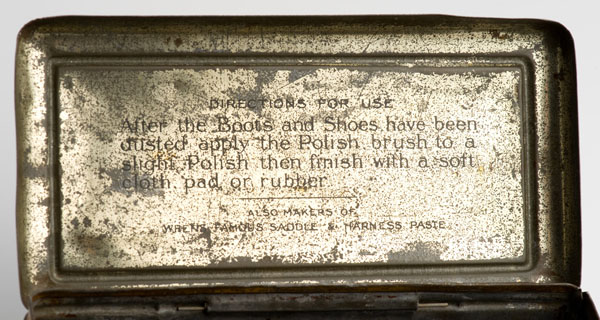 DIRECTIONS FOR USE
After the Boots and Shoes have been
dusted apply the Polish, brush to a
slight Polish then finish with a soft
cloth pad or rubber
ALSO MAKERS OF
WREN'S FAMOUS SADDLE & HARNESS PASTE